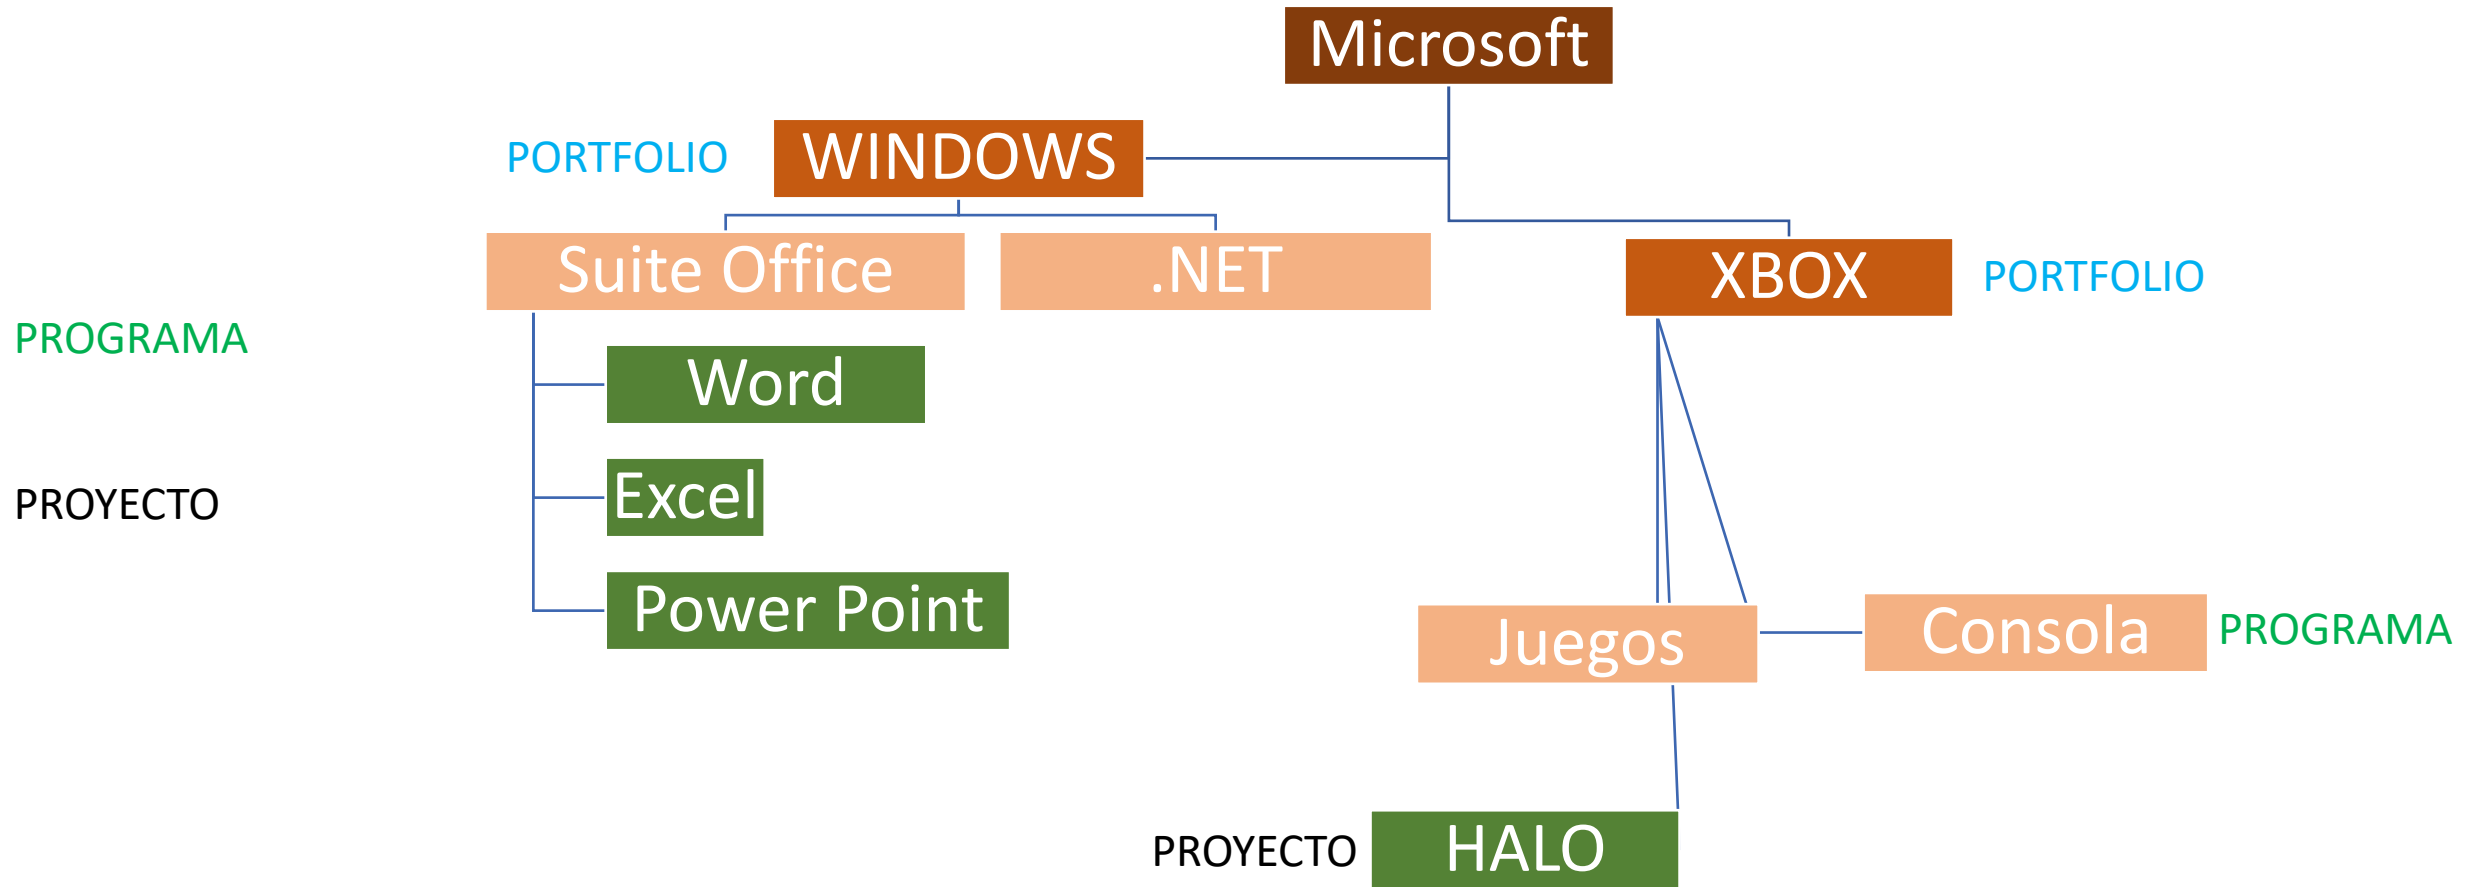 Microsoft
PORTFOLIO
WINDOWS
Suite Office
.NET
XBOX
PORTFOLIO
PROGRAMA
Word
PROYECTO
Excel
Power Point
Juegos
Consola
PROGRAMA
PROYECTO
HALO